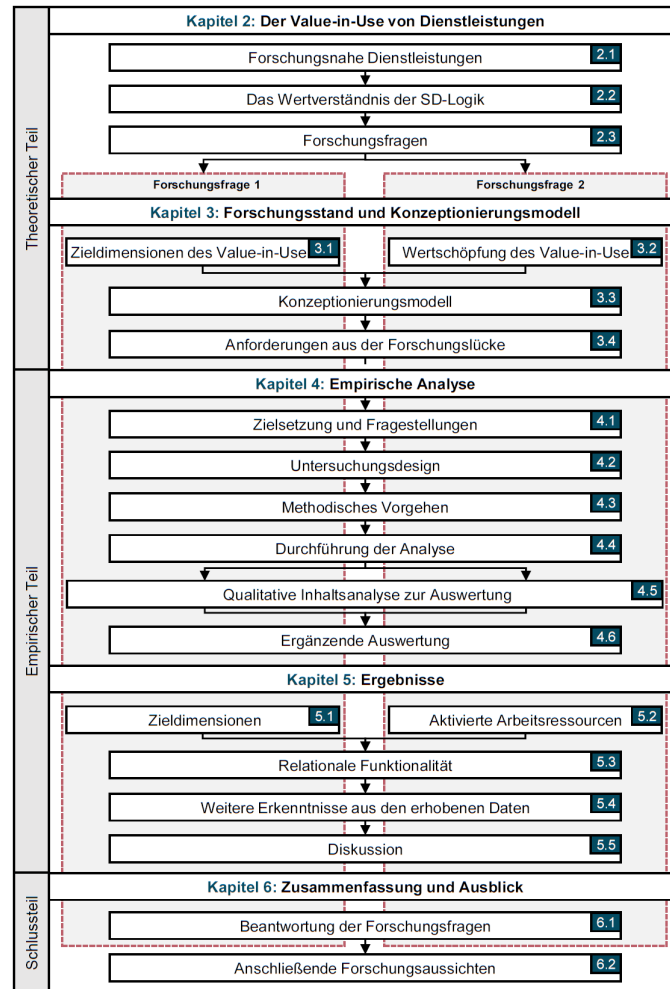 Theoretischer Teil
Kapitel 2: Der Value-in-Use von Dienstleistungen
Forschungsnahe Dienstleistungen 2.1
Das Wertverständnis der SD-Logik 2.2
Forschungsfragen 2.3
Forschungsfrage 1
Forschungsfrage 2
Kapitel 3: Forschungsstand und Konzeptionierungsmodell
Zieldimensionen des Value-in-Use 3.1
Wertschöpfung des Value-in-Use 3.2
Konzeptionierungsmodell 3.3
Anforderungen aus der Forschungslücke 3.4
Empirischer Teil
Kapitel 4: Empirische Analyse
Zielsetzung und Fragestellungen 4.1
Untersuchungsdesign 4.2
Methodisches Vorgehen 4.3
Durchführung der Analyse 4.4
Qualitative Inhaltsanalyse zur Auswertung 4.5
Ergänzende Auswertung 4.6
Kapitel 5: Ergebnisse
Zieldimensionen 5.1
Aktivierte Arbeitsressourcen 5.2
Relationale Funktionalität 5.3
Weitere Erkenntnisse aus den erhobenen Daten 5.4
Diskussion 5.5
Schlussteil
Kapitel 6: Zusammenfassung und Ausblick
Beantwortung der Forschungsfragen 6.1
Anschließende Forschungsaussichten 6.2